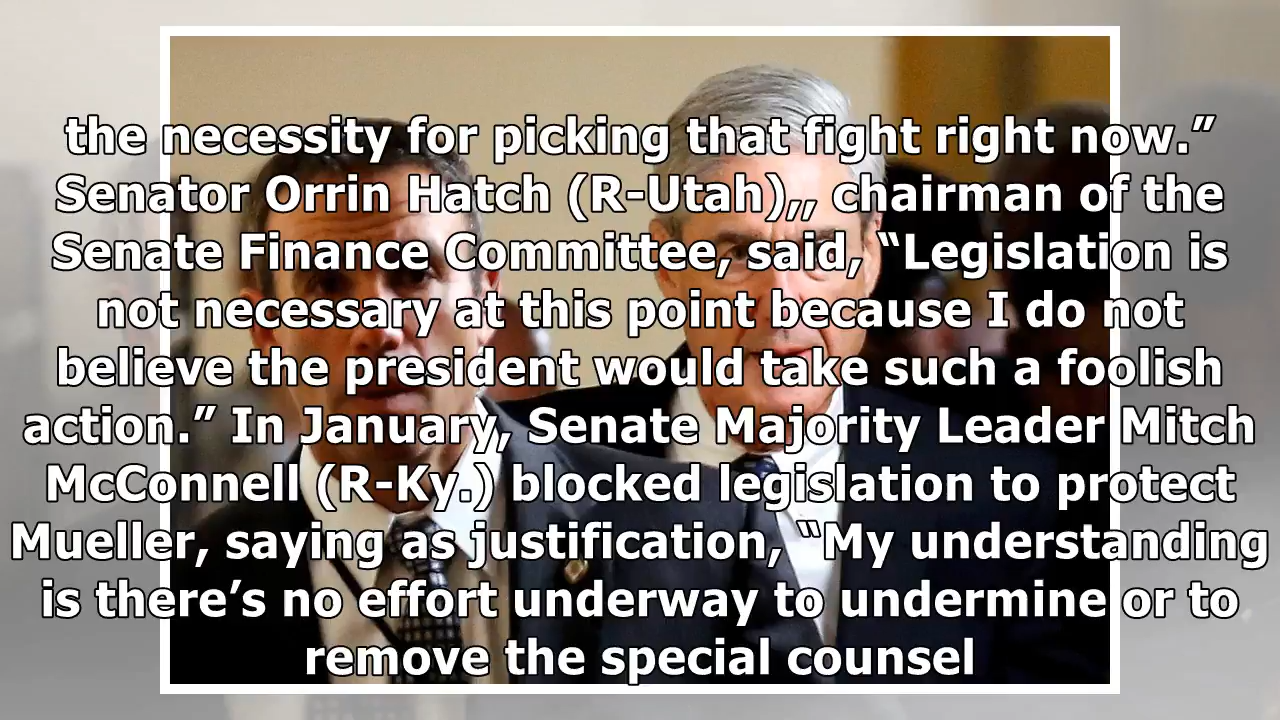 the necessity for picking that fight right now.”
Senator Orrin Hatch (R-Utah),, chairman of the
Senate Finance Committee, said, “Legislation is
not necessary at this point because I do not
believe the president would take such a foolish
action.” In January, Senate Majority Leader Mitch
McConnell (R-Ky.) blocked legislation to protect
Mueller, saying as justification, “My understanding
is there’s no effort underway to undermine or to
remove the special counsel